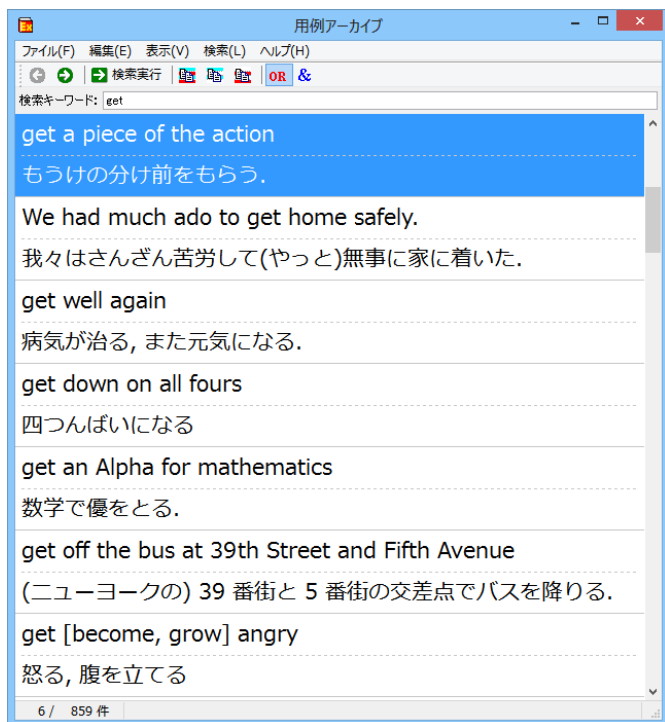 用例アーカイブ
ファイル(F) 編集(E) 表示(V) 検索(L) ヘルプ(H)
検索実行 OR &
検索キーワード: get
get a piece of the action
もうけの分け前をもらう.
We had much ado to get home safely.
我々はさんざん苦労して(やっと)無事に家に着いた.
get well again
病気が治る, また元気になる.
get down on all fours
四つんばいになる
get an Alpha for mathematics
数学で優をとる.
get off the bus at 39th Street and Fifth Avenue
(ニューヨークの) 39 番街と 5 番街の交差点でバスを降りる.
get [become, grow] angry
怒る, 腹を立てる
6 / 859 件